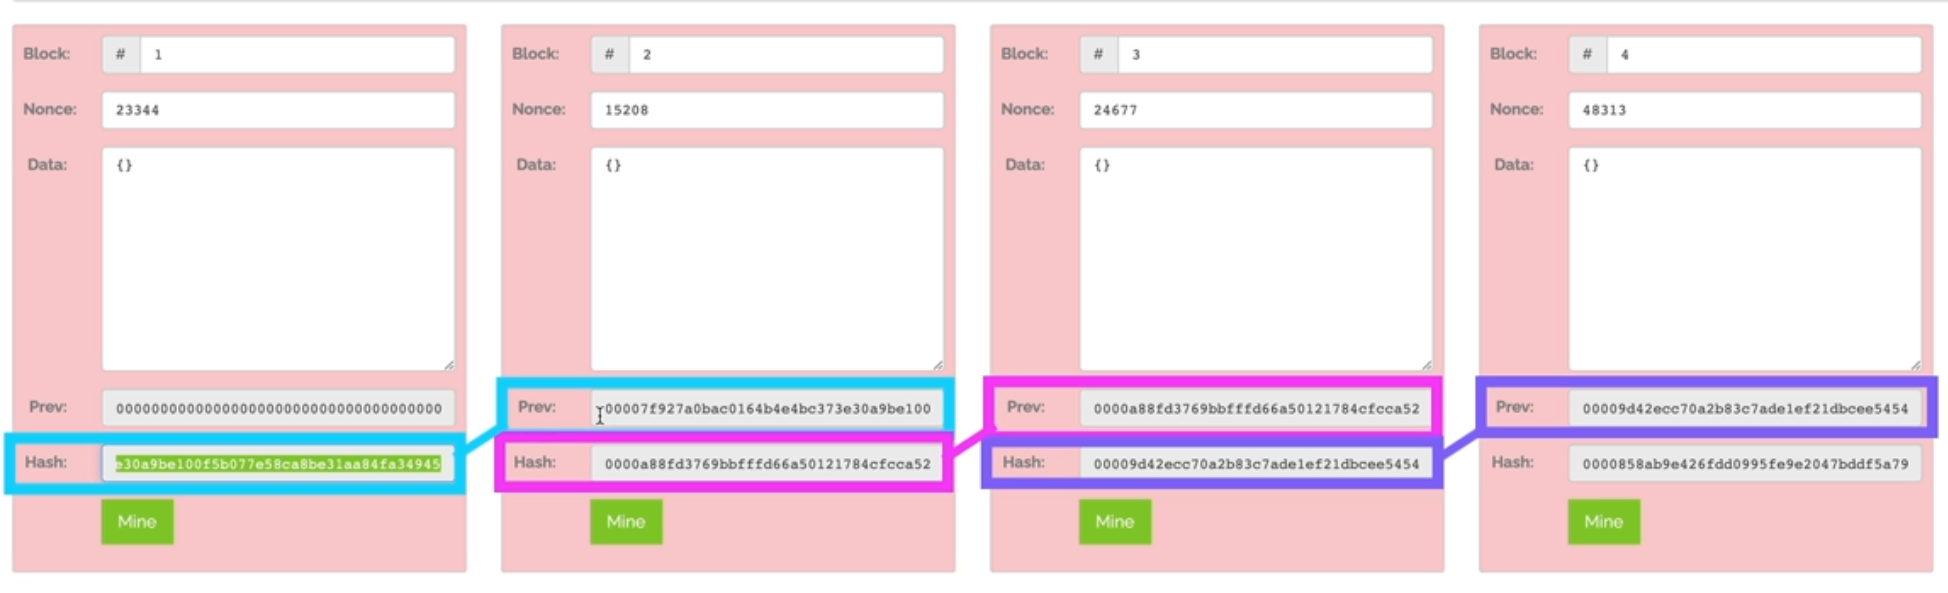 Block: # 1
Nonce: 23344
Data: {}
Prev: 0000000000000000000000000000000000000
Hash: e30a9be100f5b077e58ca8be31aa84fa34945
Mine
Block: # 2
Nonce: 15208
Data: {}
Prev: 00007f927a0bac0164b4e4bc373e30a9be100
Hash: 0000a88fd3769bbfffd66a50121784cfcca52
Mine
Block: # 3
Nonce: 24677
Data: {}
Prev: 0000a88fd3769bbfffd66a50121784cfcca52
Hash: 00009d42ecc70a2b83c7ade1ef21dbcee5454
Mine
Block: # 4
Nonce: 48313
Data: {}
Prev: 00009d42ecc70a2b83c7ade1ef21dbcee5454
Hash: 0000858ab9e426fdd0995fe9e2047bddf5a79
Mine